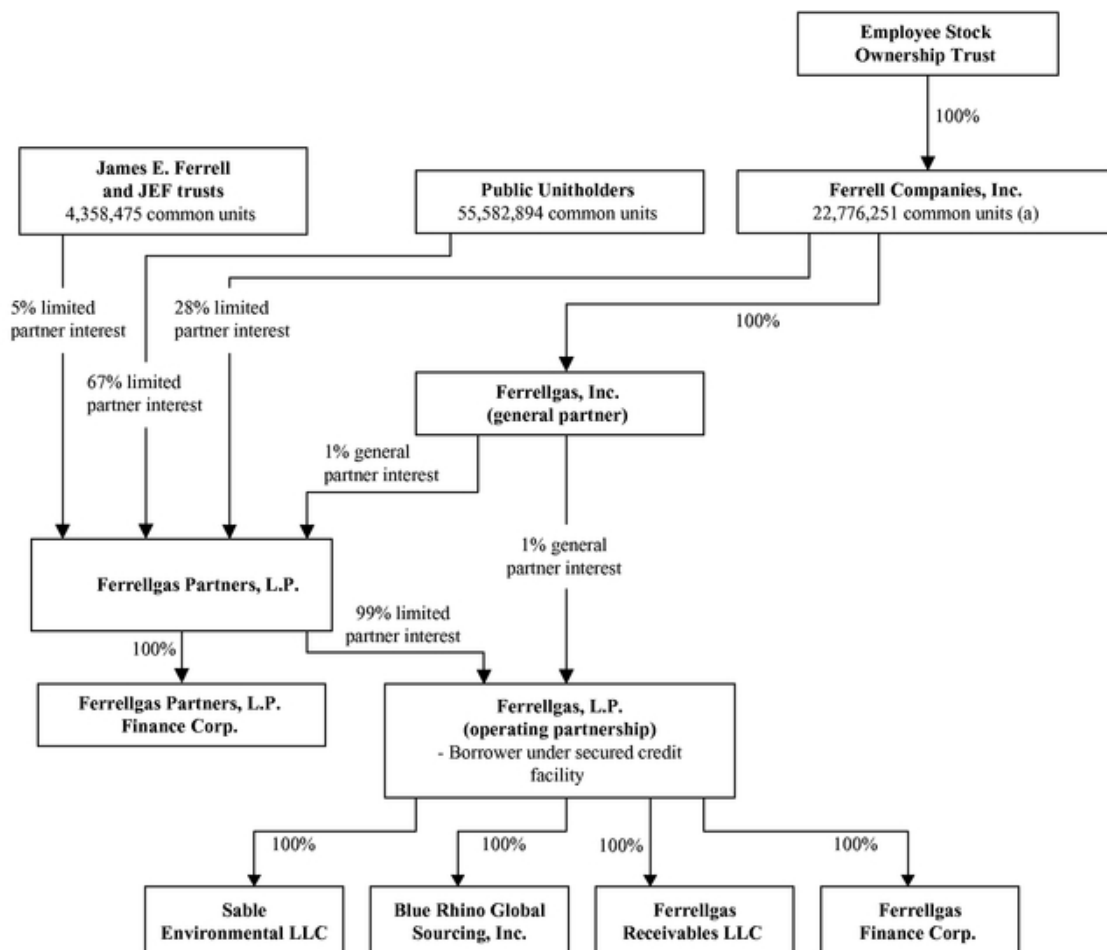 Employee Stock
Ownership Trust
100%
James E. Ferrell
and JEF trusts
4,358,475 common units
Public Unitholders
55,582,894 common units
Ferrell Companies, Inc.
22,776,251 common units (a)
5% limited
partner interest
28% limited
partner interest
100%
67% limited
partner interest
Ferrellgas, Inc.
(general partner)
1% general
partner interest
1% general
partner interest
Ferrellgas Partners, L.P.
99% limited
partner interest
100%
Ferrellgas Partners, L.P.
Finance Corp.
Ferrellgas, L.P.
(operating partnership)
- Borrower under secured credit
facility
100%
100%
100%
100%
Sable
Environmental LLC
Blue Rhino Global
Sourcing, Inc.
Ferrellgas
Receivables LLC
Ferrellgas
Finance Corp.